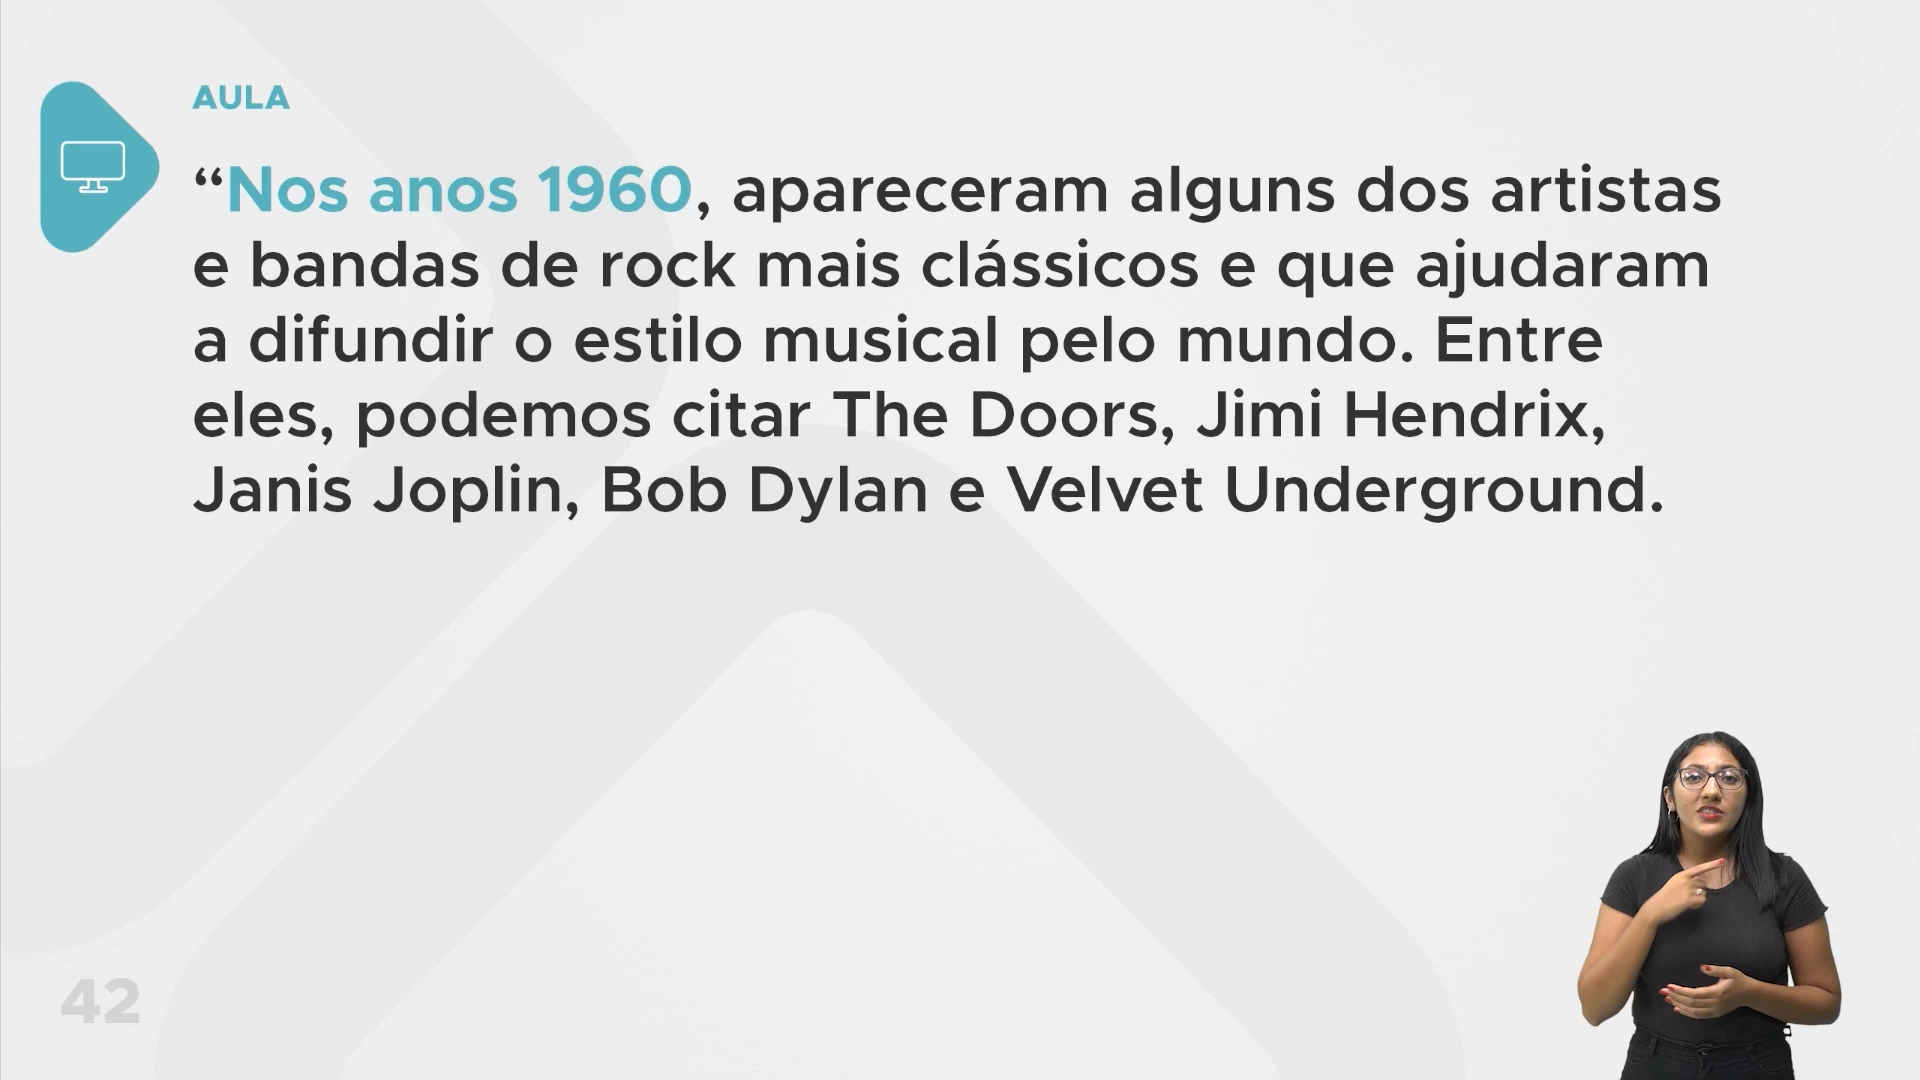 AULA
“Nos anos 1960, apareceram alguns dos artistas
e bandas de rock mais clássicos e que ajudaram
a difundir o estilo musical pelo mundo. Entre
eles, podemos citar The Doors, Jimi Hendrix,
Janis Joplin, Bob Dylan e Velvet Underground.
42